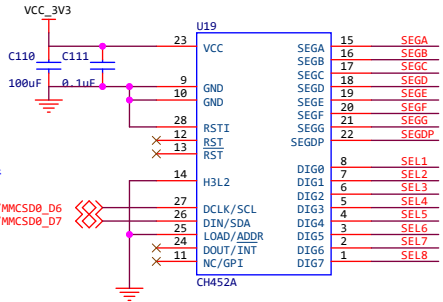 VCC_3V3
U19
C110
C111
100uF
0.1uF
23
VCC
9
GND
10
GND
28
RSTI
12
RST
13
RST
14
H3L2
MMCSD0_D6
27
DCLK/SCL
MMCSD0_D7
26
DIN/SDA
25
LOAD/ADDR
24
DOUT/INT
11
NC/GPI
SEGA
15
SEGA
SEGB
16
SEGB
SEGC
17
SEGC
SEGD
18
SEGD
SEGE
19
SEGE
SEGF
20
SEGF
SEGG
21
SEGG
SEGDP
22
SEGDP
DIG0
8
SEL1
DIG1
7
SEL2
DIG2
6
SEL3
DIG3
5
SEL4
DIG4
4
SEL5
DIG5
3
SEL6
DIG6
2
SEL7
DIG7
1
SEL8
CH452A